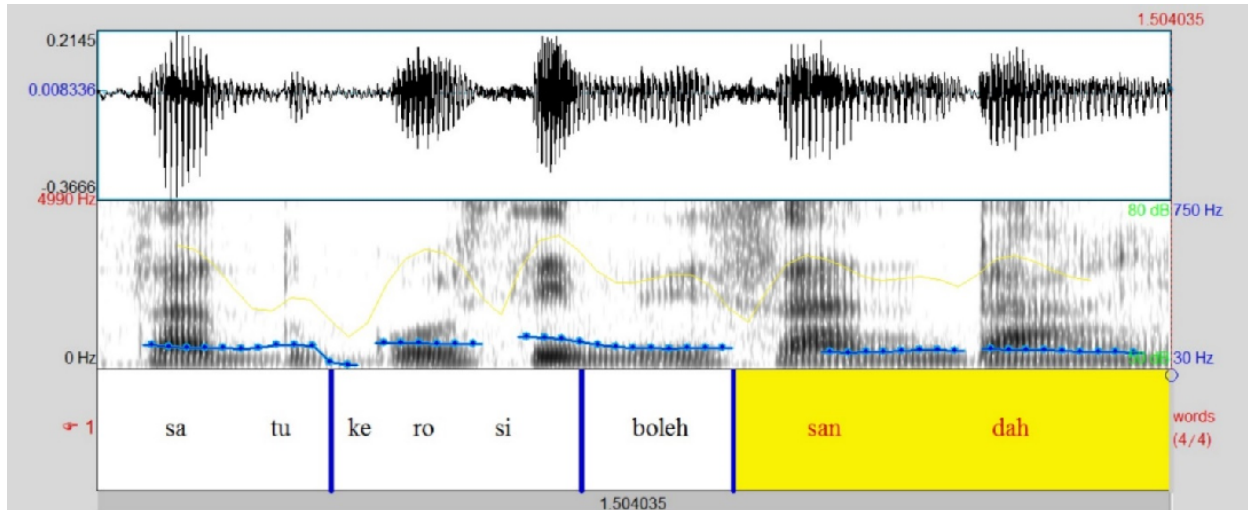 1.504035
0.2145
0.008336
-0.3666
4990 Hz
80 dB 750 Hz
0 Hz
30 Hz
☞ 1 sa tu ke ro si boleh san dah words
(4/4)
1.504035